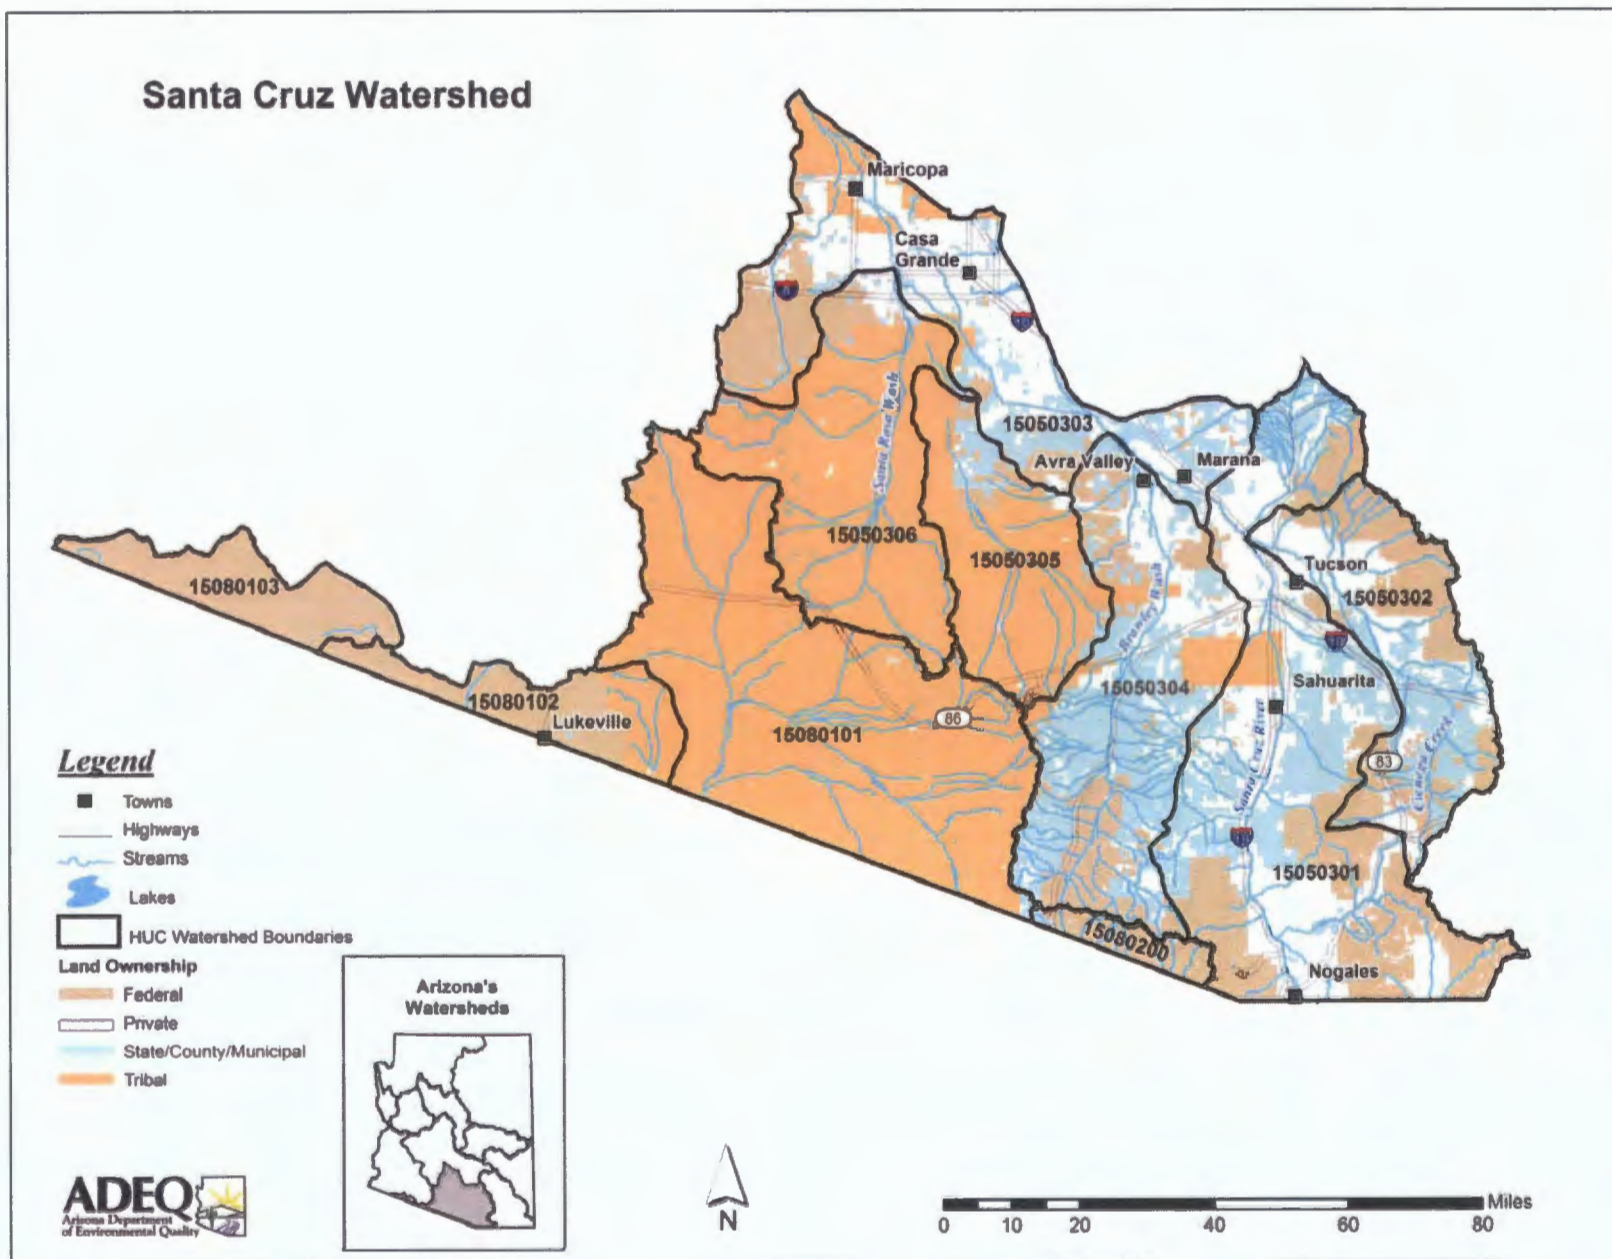 Santa Cruz Watershed
Maricopa
Casa
Grande
8
10
15050303
Avra Valley
Marana
Santa Rosa Wash
15050306
15050305
Tucson
15050302
Brawley Wash
10
15080103
15080102
Lukeville
15050304
Sahuarita
86
15080101
Santa Cruz River
83
Cienega Creek
15050301
15080200
Nogales
Legend
Towns
Highways
Streams
Lakes
HUC Watershed Boundaries
Land Ownership
Federal
Private
State/County/Municipal
Tribal
Arizona's
Watersheds
ADEQ
Arizona Department
of Environmental Quality
N
Miles
0 10 20 40 60 80